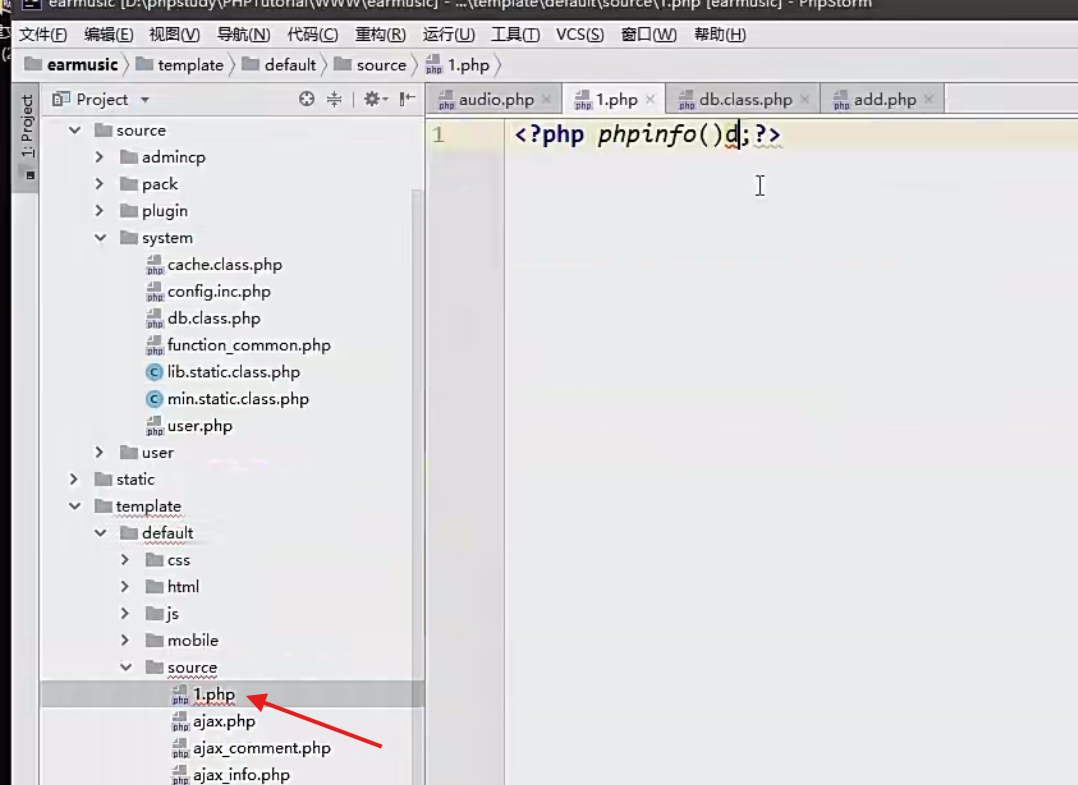 earmusic [D:\phpstudy\PHPTutorial\WWW\earmusic] - ...\template\default\source\1.php [earmusic] - PhpStorm
文件(F) 编辑(E) 视图(V) 导航(N) 代码(C) 重构(R) 运行(U) 工具(T) VCS(S) 窗口(W) 帮助(H)
earmusic template default source 1.php
1: Project
Project
audio.php 1.php db.class.php add.php
1 <?php phpinfo()d;?>
source
admincp
pack
plugin
system
cache.class.php
config.inc.php
db.class.php
function_common.php
lib.static.class.php
min.static.class.php
user.php
user
static
template
default
css
html
js
mobile
source
1.php
ajax.php
ajax_comment.php
ajax_info.php